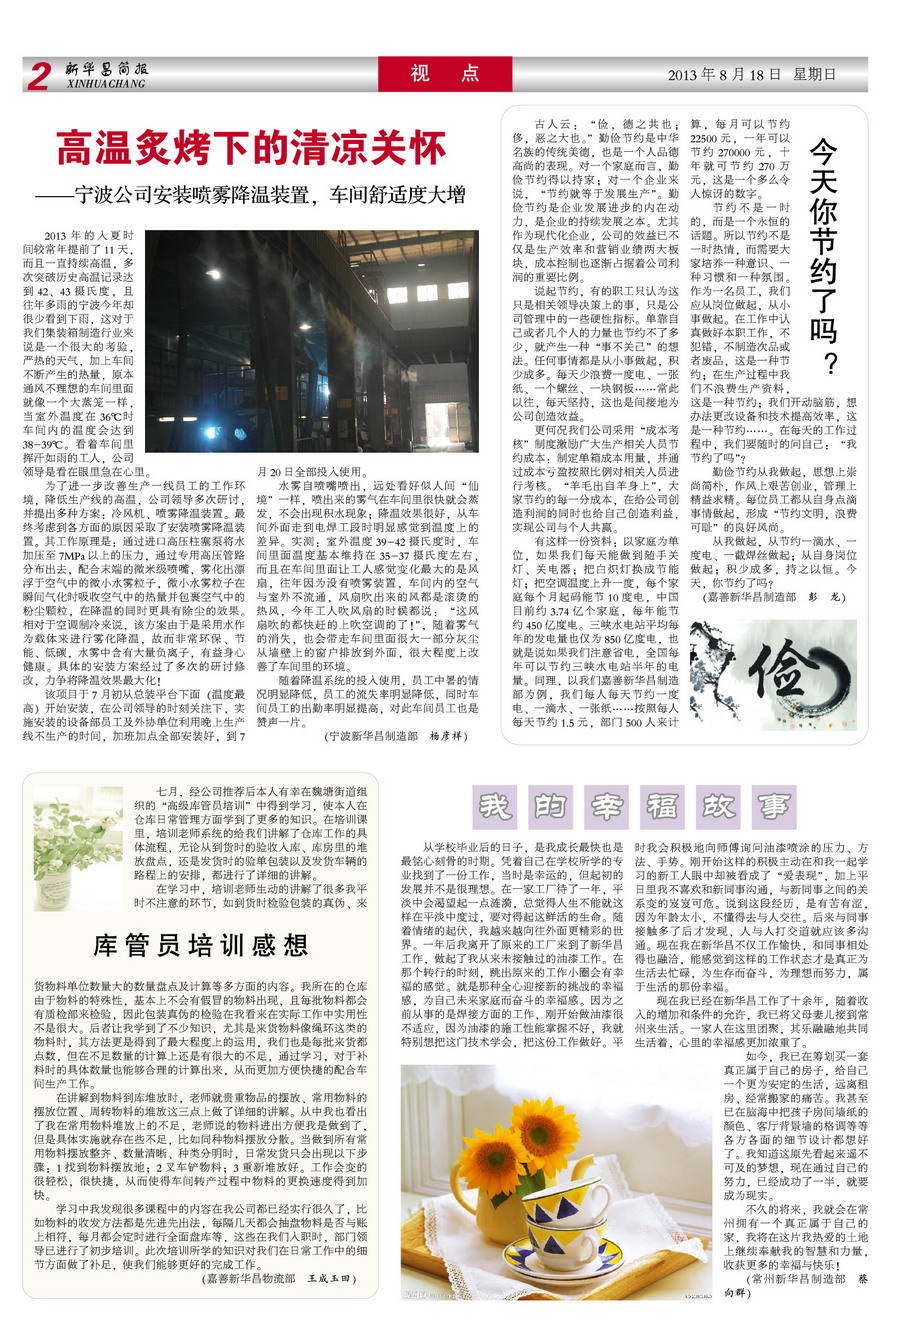 2
新华昌简报
XINHUACHANG
视 点
2013 年 8 月 18 日 星期日
高温炙烤下的清凉关怀
——宁波公司安装喷雾降温装置，车间舒适度大增
2013 年的入夏时
间较常年提前了 11 天，
而且一直持续高温，多
次突破历史高温记录达
到 42、43 摄氏度，且
往年多雨的宁波今年却
很少看到下雨，这对于
我们集装箱制造行业来
说是一个很大的考验，
严热的天气，加上车间
不断产生的热量，原本
通风不理想的车间里面
就像一个大蒸笼一样，
当室外温度在 36℃时
车间内的温度会达到
38-39℃。看着车间里
挥汗如雨的工人，公司
领导是看在眼里急在心里。
为了进一步改善生产一线员工的工作环
境，降低生产线的高温，公司领导多次研讨，
并提出多种方案：冷风机、喷雾降温装置。最
终考虑到各方面的原因采取了安装喷雾降温装
置。其工作原理是：通过进口高压柱塞泵将水
加压至 7MPa 以上的压力，通过专用高压管路
分布出去，配合末端的微米级喷嘴，雾化出漂
浮于空气中的微小水雾粒子，微小水雾粒子在
瞬间气化时吸收空气中的热量并包裹空气中的
粉尘颗粒，在降温的同时更具有除尘的效果。
相对于空调制冷来说，该方案由于是采用水作
为载体来进行雾化降温，故而非常环保、节
能、低碳，水雾中含有大量负离子，有益身心
健康。具体的安装方案经过了多次的研讨修
改，力争将降温效果最大化！
该项目于 7 月初从总装平台下面（温度最
高）开始安装，在公司领导的时刻关注下，实
施安装的设备部员工及外协单位利用晚上生产
线不生产的时间，加班加点全部安装好，到 7
月 20 日全部投入使用。
水雾自喷嘴喷出，远处看好似人间“仙
境”一样，喷出来的雾气在车间里很快就会蒸
发，不会出现积水现象；降温效果很好，从车
间外面走到电焊工段时明显感觉到温度上的
差异。实测：室外温度 39-42 摄氏度时，车
间里面温度基本维持在 35-37 摄氏度左右，
而且在车间里面让工人感觉变化最大的是风
扇，往年因为没有喷雾装置，车间内的空气
与室外不流通，风扇吹出来的风都是滚烫的
热风，今年工人吹风扇的时候都说：“这风
扇吹的都快赶的上吹空调的了！”，随着雾气
的消失，也会带走车间里面很大一部分灰尘
从墙壁上的窗户排放到外面，很大程度上改
善了车间里的环境。
随着降温系统的投入使用，员工中暑的情
况明显降低，员工的流失率明显降低，同时车
间员工的出勤率明显提高，对此车间员工也是
赞声一片。
（宁波新华昌制造部 杨彦祥）
今天你节约了吗？
古人云：“俭，德之共也；
侈，恶之大也。”勤俭节约是中华
名族的传统美德，也是一个人品德
高尚的表现。对一个家庭而言，勤
俭节约得以持家；对一个企业来
说，“节约就等于发展生产”。勤
俭节约是企业发展进步的内在动
力，是企业的持续发展之本。尤其
作为现代化企业，公司的效益已不
仅是生产效率和营销业绩两大板
块，成本控制也逐渐占据着公司利
润的重要比例。
说起节约，有的职工只认为这
只是相关领导决策上的事，只是公
司管理中的一些硬性指标。单靠自
己或者几个人的力量也节约不了多
少，就产生一种“事不关己”的想
法。任何事情都是从小事做起，积
少成多。每天少浪费一度电、一张
纸、一个螺丝、一块钢板……常此
以往，每天坚持，这也是间接地为
公司创造效益。
更何况我们公司采用“成本考
核”制度激励广大生产相关人员节
约成本；制定单箱成本用量，并通
过成本亏盈按照比例对相关人员进
行考核。“羊毛出自羊身上”，大
家节约的每一分成本，在给公司创
造利润的同时也给自己创造利益，
实现公司与个人共赢。
有这样一份资料：以家庭为单
位，如果我们每天能做到随手关
灯、关电器；把白炽灯换成节能
灯；把空调温度上升一度，每个家
庭每个月起码能节 10 度电，中国
目前约 3.74 亿个家庭，每年能节
约 450 亿度电。三峡水电站平均每
年的发电量也仅为 850 亿度电，也
就是说如果我们注意省电，全国每
年可以节约三峡水电站半年的电
量。同理，以我们嘉善新华昌制造
部为例，我们每人每天节约一度
电、一滴水、一张纸……按照每人
每天节约 1.5 元，部门 500 人来计
算，每月可以节约
22500 元，一年可以
节约 270000 元，十
年就可节约 270 万
元，这是一个多么令
人惊讶的数字。
节约不是一时
的，而是一个永恒的
话题。所以节约不是
一时热情，而需要大
家培养一种意识、一
种习惯和一种氛围。
作为一名员工，我们
应从岗位做起，从小
事做起。在工作中认
真做好本职工作，不
犯错，不制造次品或
者废品，这是一种节
约；在生产过程中我
们不浪费生产资料，
这是一种节约；我们开动脑筋，想
办法更改设备和技术提高效率，这
是一种节约……。在每天的工作过
程中，我们要随时的问自己：“我
节约了吗”？
勤俭节约从我做起，思想上崇
尚简朴，作风上艰苦创业，管理上
精益求精。每位员工都从自身点滴
事情做起，形成“节约文明，浪费
可耻”的良好风尚。
从我做起，从节约一滴水、一
度电、一截焊丝做起；从自身岗位
做起；积少成多，持之以恒。今
天，你节约了吗？
（嘉善新华昌制造部 彭 龙）
俭
七月，经公司推荐后本人有幸在魏塘街道组
织的“高级库管员培训”中得到学习，使本人在
仓库日常管理方面学到了更多的知识。在培训课
里，培训老师系统的给我们讲解了仓库工作的具
体流程，无论从到货时的验收入库、库房里的堆
放盘点，还是发货时的验单包装以及发货车辆的
路程上的安排，都进行了详细的讲解。
在学习中，培训老师生动的讲解了很多我平
时不注意的环节，如到货时检验包装的真伪、来
库管员培训感想
货物料单位数量大的数量盘点及计算等多方面的内容。我所在的仓库
由于物料的特殊性，基本上不会有假冒的物料出现，且每批物料都会
有质检部来检验，因此包装真伪的检验在我看来在实际工作中实用性
不是很大。后者让我学到了不少知识，尤其是来货物料像绳环这类的
物料时，其方法更是得到了最大程度上的运用，我们也是每批来货都
点数，但在不足数量的计算上还是有很大的不足，通过学习，对于补
料时的具体数量也能够合理的计算出来，从而更加方便快捷的配合车
间生产工作。
在讲解到物料到库堆放时，老师就贵重物品的摆放、常用物料的
摆放位置、周转物料的堆放这三点上做了详细的讲解。从中我也看出
了我在常用物料堆放上的不足，老师说的物料进出方便我是做到了，
但是具体实施就存在些不足，比如同种物料摆放分散。当做到所有常
用物料摆放整齐、数量清晰、种类分明时，日常发货只会出现以下步
骤：1 找到物料摆放地；2 叉车铲物料；3 重新堆放好。工作会变的
很轻松，很快捷，从而使得车间转产过程中物料的更换速度得到加
快。
学习中我发现很多课程中的内容在我公司都已经实行很久了，比
如物料的收发方法都是先进先出法，每隔几天都会抽盘物料是否与账
上相符，每月都会定时进行全面盘库等，这些在我们入职时，部门领
导已进行了初步培训。此次培训所学的知识对我们在日常工作中的细
节方面做了补足，使我们能够更好的完成工作。
（嘉善新华昌物流部 王成玉田）
我的幸福故事
从学校毕业后的日子，是我成长最快也是
最铭心刻骨的时期。凭着自己在学校所学的专
业找到了一份工作，当时是幸运的，但起初的
发展并不是很理想。在一家工厂待了一年，平
淡中会渴望起一点涟漪，总觉得人生不能就这
样在平淡中度过，要对得起这鲜活的生命。随
着情绪的起伏，我越来越向往外面更精彩的世
界。一年后我离开了原来的工厂来到了新华昌
工作，做起了我从来未接触过的油漆工作。在
那个转行的时刻，跳出原来的工作小圈会有幸
福的感觉。就是那种全心迎接新的挑战的幸福
感，为自己未来家庭而奋斗的幸福感。因为之
前从事的是焊接方面的工作，刚开始做油漆很
不适应，因为油漆的施工性能掌握不好，我就
特别想把这门技术学会，把这份工作做好。平
时我会积极地向师傅询问油漆喷涂的压力、方
法、手势。刚开始这样的积极主动在和我一起学
习的新工人眼中却被看成了“爱表现”，加上平
日里我不喜欢和新同事沟通，与新同事之间的关
系变的岌岌可危。说到这段经历，是有苦有涩，
因为年龄太小，不懂得去与人交往。后来与同事
接触多了后才发现，人与人打交道就应该多沟
通。现在我在新华昌不仅工作愉快，和同事相处
得也融洽，能感觉到这样的工作状态才是真正为
生活去忙碌，为生存而奋斗，为理想而努力，属
于生活的那份幸福。
现在我已经在新华昌工作了十余年，随着收
入的增加和条件的允许，我已将父母妻儿接到常
州来生活。一家人在这里团聚，其乐融融地共同
生活着，心里的幸福感更加浓重了。
如今，我已在筹划买一套
真正属于自己的房子，给自己
一个更为安定的生活，远离租
房、经常搬家的痛苦。我甚至
已在脑海中把孩子房间墙纸的
颜色、客厅背景墙的格调等等
各方各面的细节设计都想好
了。我知道这原先看起来遥不
可及的梦想，现在通过自己的
努力，已经成功了一半，就要
成为现实。
不久的将来，我就会在常
州拥有一个真正属于自己的
家，我将在这片我热爱的土地
上继续奉献我的智慧和力量，
收获更多的幸福与快乐！
（常州新华昌制造部 蔡
向群）